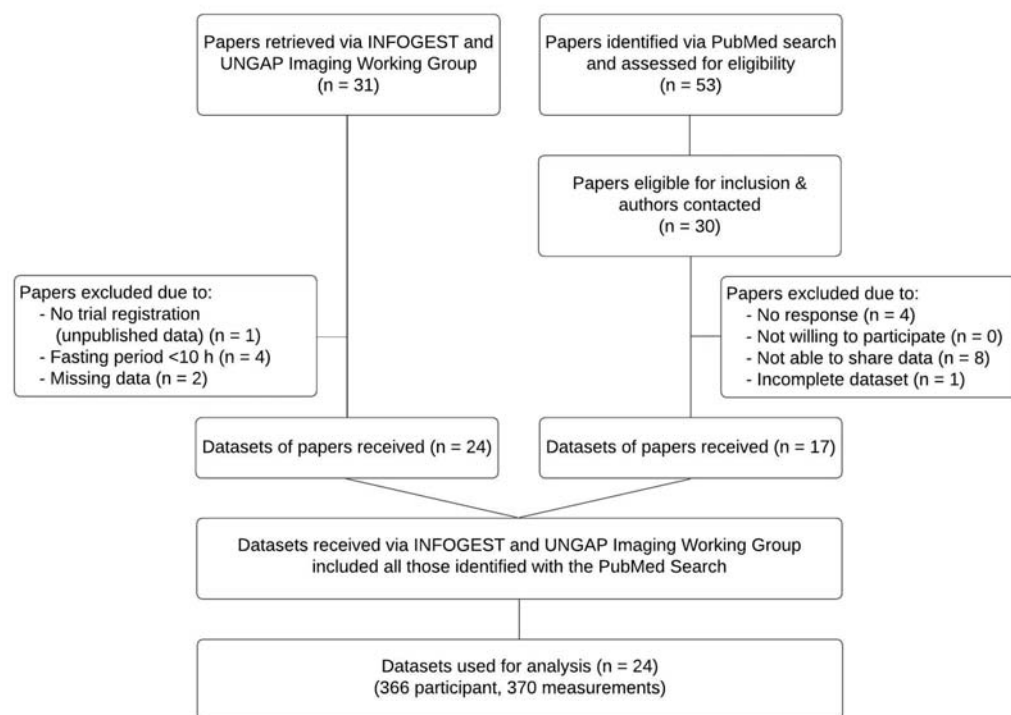 Papers retrieved via INFOGEST and
UNGAP Imaging Working Group
(n = 31)
Papers identified via PubMed search
and assessed for eligibility
(n = 53)
Papers eligible for inclusion &
authors contacted
(n = 30)
Papers excluded due to:
- No trial registration
(unpublished data) (n = 1)
- Fasting period <10 h (n = 4)
- Missing data (n = 2)
Papers excluded due to:
- No response (n = 4)
- Not willing to participate (n = 0)
- Not able to share data (n = 8)
- Incomplete dataset (n = 1)
Datasets of papers received (n = 24)
Datasets of papers received (n = 17)
Datasets received via INFOGEST and UNGAP Imaging Working Group
included all those identified with the PubMed Search
Datasets used for analysis (n = 24)
(366 participant, 370 measurements)